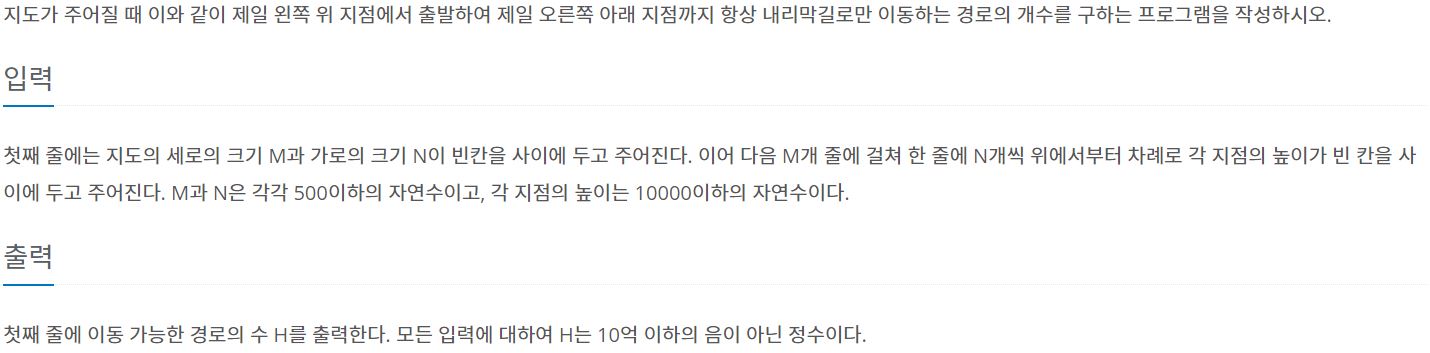 지도가 주어질 때 이와 같이 제일 왼쪽 위 지점에서 출발하여 제일 오른쪽 아래 지점까지 항상 내리막길로만 이동하는 경로의 개수를 구하는 프로그램을 작성하시오.
입력
첫째 줄에는 지도의 세로의 크기 M과 가로의 크기 N이 빈칸을 사이에 두고 주어진다. 이어 다음 M개 줄에 걸쳐 한 줄에 N개씩 위에서부터 차례로 각 지점의 높이가 빈 칸을 사
이에 두고 주어진다. M과 N은 각각 500이하의 자연수이고, 각 지점의 높이는 10000이하의 자연수이다.
출력
첫째 줄에 이동 가능한 경로의 수 H를 출력한다. 모든 입력에 대하여 H는 10억 이하의 음이 아닌 정수이다.